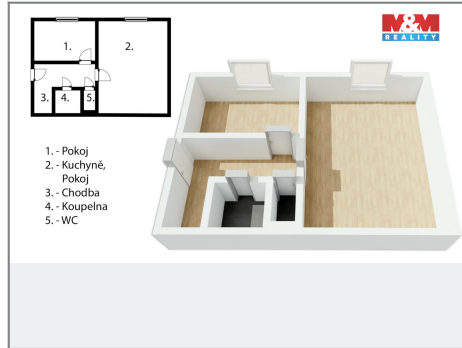 1.
2.
3.
4.
5.
M&M
REALITY
1. - Pokoj
2. - Kuchyně,
Pokoj
3. - Chodba
4. - Koupelna
5. - WC